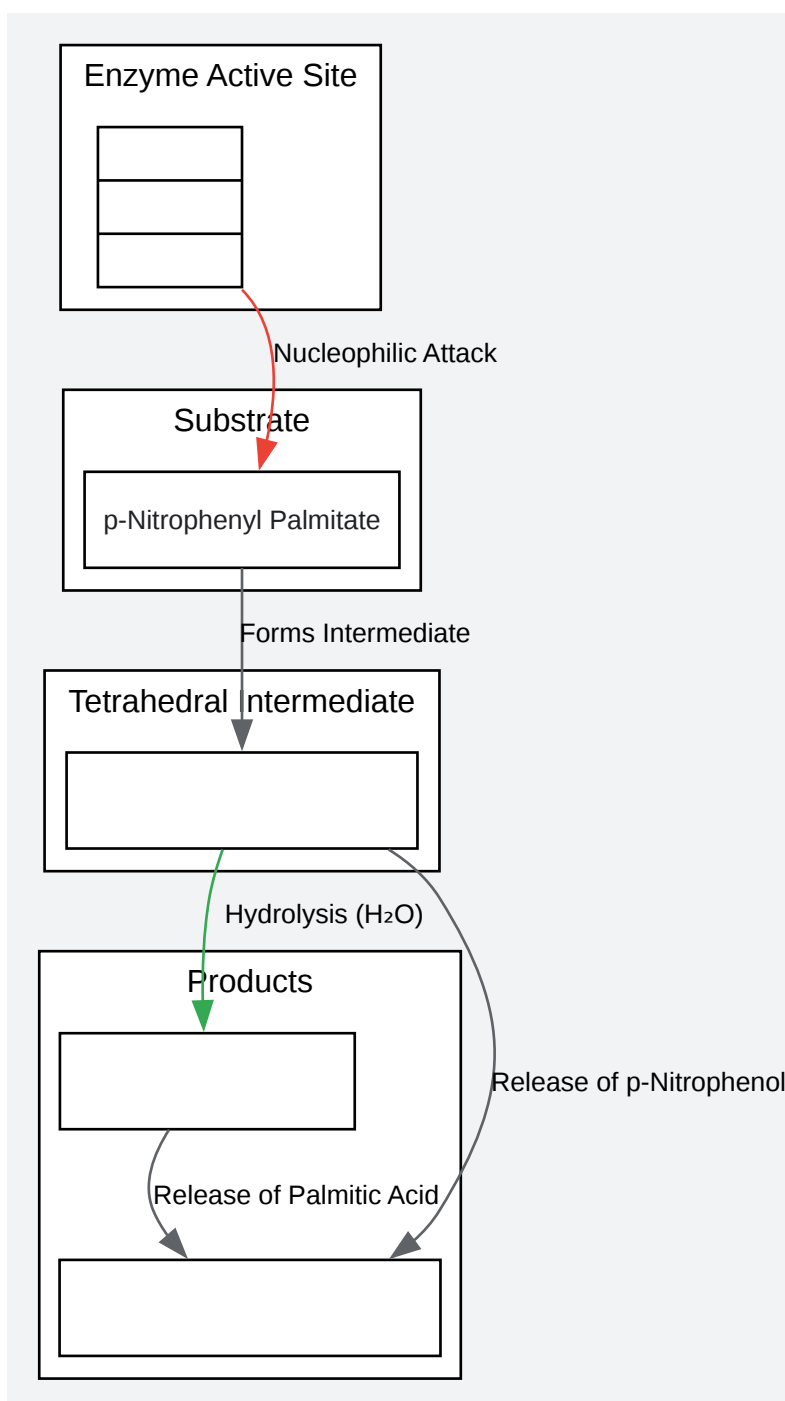 Enzyme Active Site
Nucleophilic Attack
Substrate
p-Nitrophenyl Palmitate
Forms Intermediate
Tetrahedral Intermediate
Hydrolysis (H₂O)
Products
Release of p-Nitrophenol
Release of Palmitic Acid